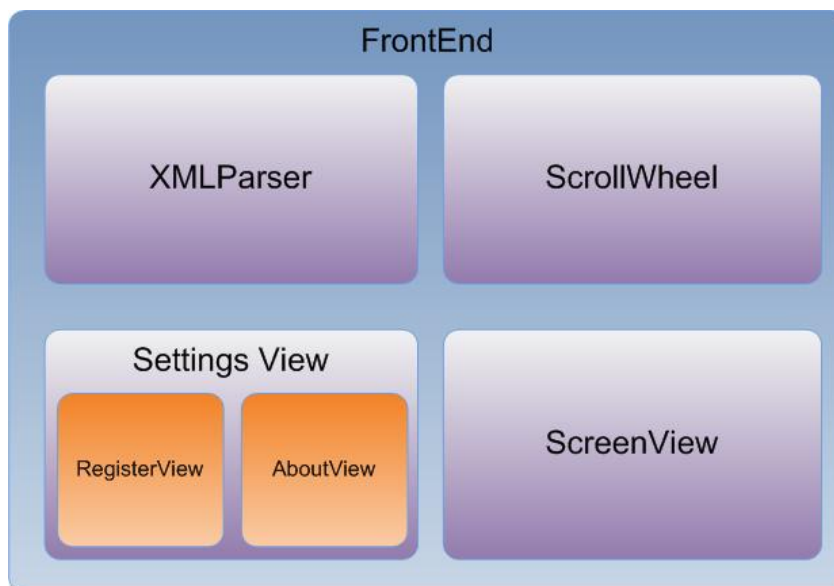 FrontEnd
XMLParser
ScrollWheel
Settings View
RegisterView
AboutView
ScreenView